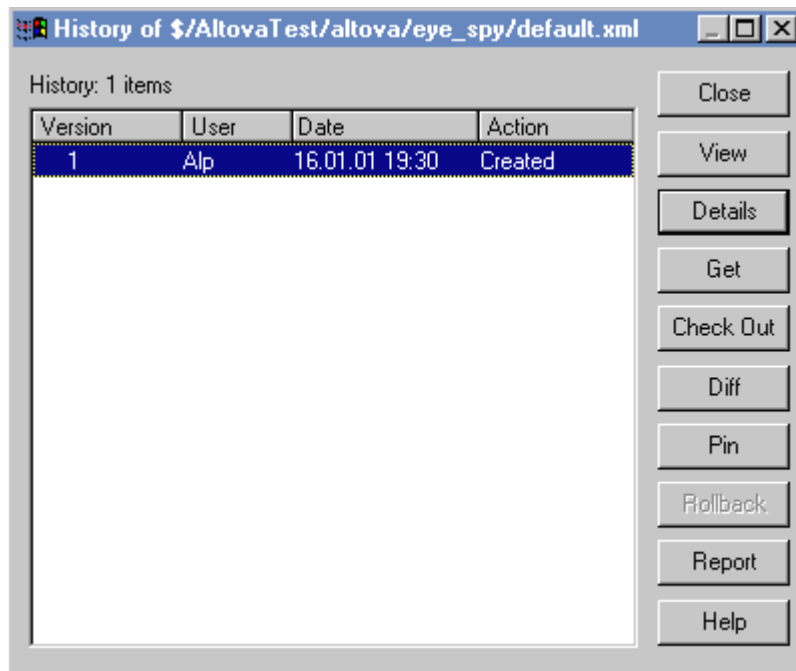 History of $/AltovaTest/altova/eye_spy/default.xml
History: 1 items
Version User Date Action
1 Alp 16.01.01 19:30 Created
Close
View
Details
Get
Check Out
Diff
Pin
Rollback
Report
Help